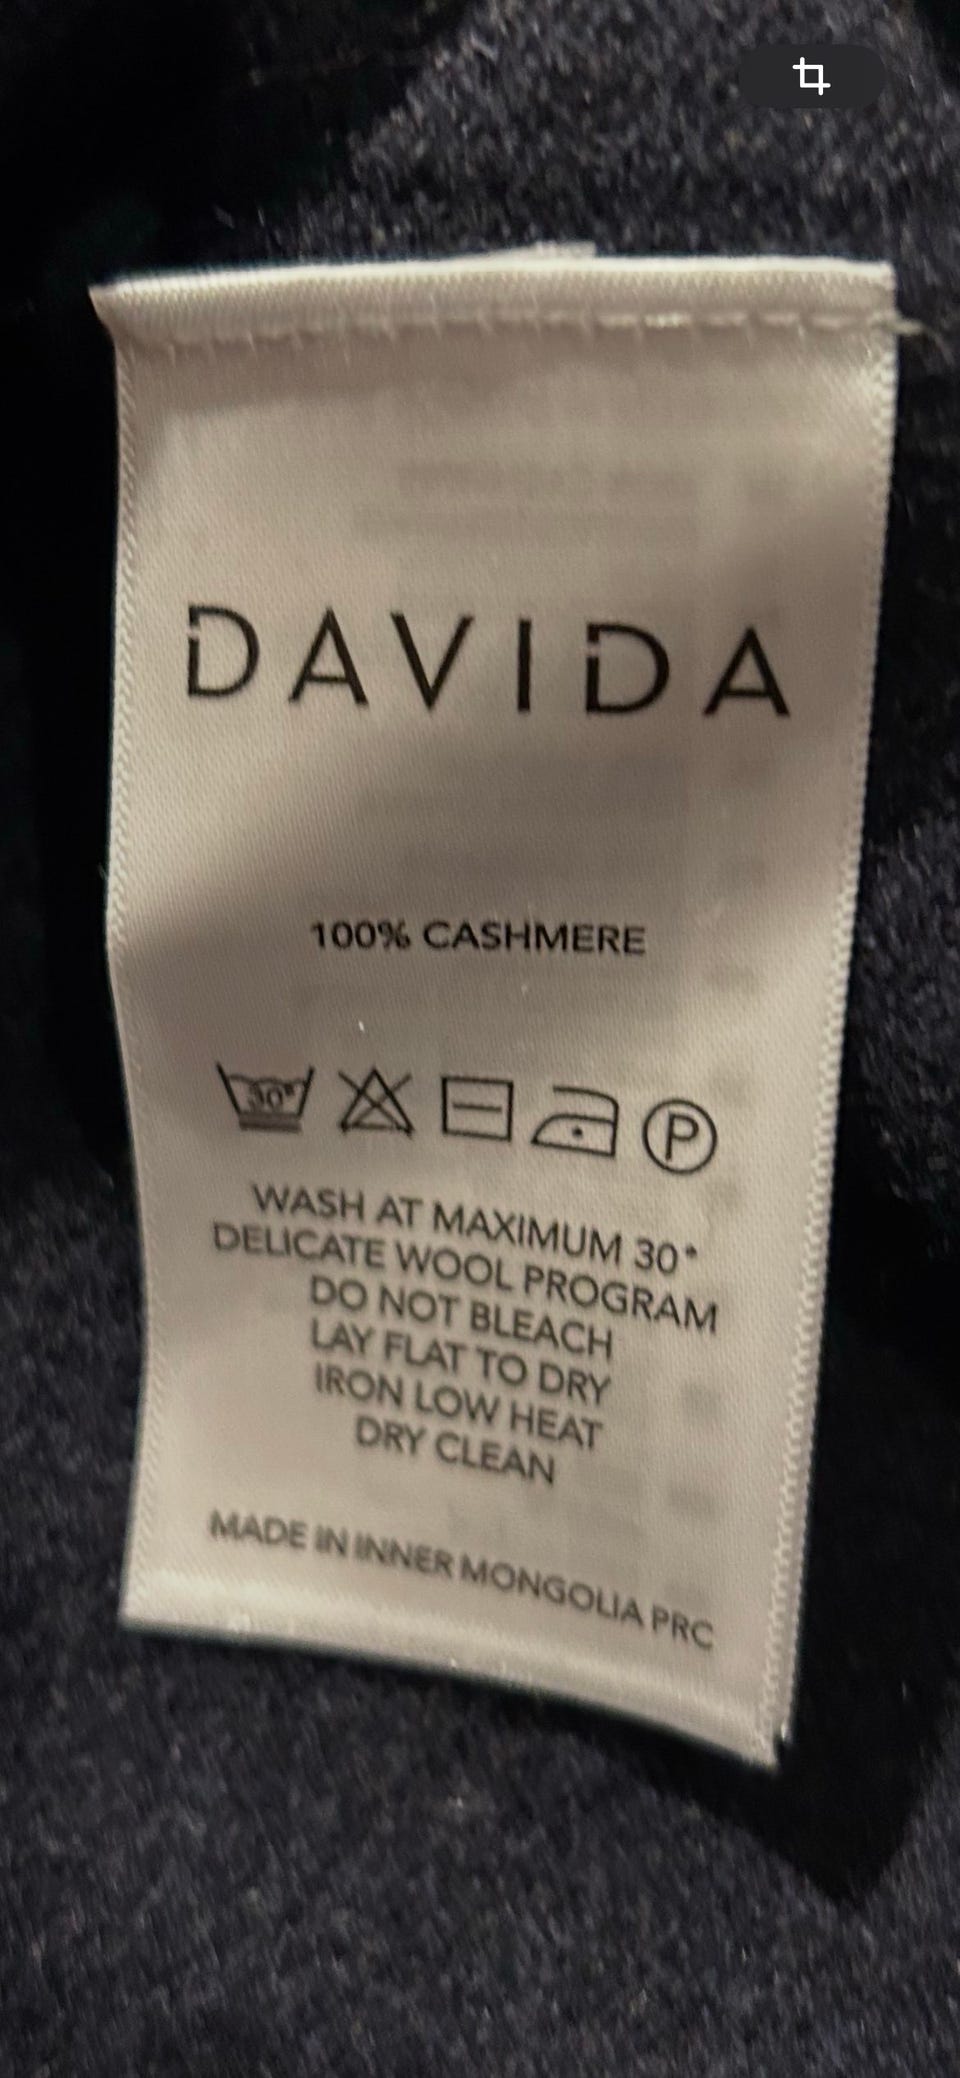 DAVIDA
100% CASHMERE
30° P
WASH AT MAXIMUM 30°
DELICATE WOOL PROGRAM
DO NOT BLEACH
LAY FLAT TO DRY
IRON LOW HEAT
DRY CLEAN
MADE IN INNER MONGOLIA PRC